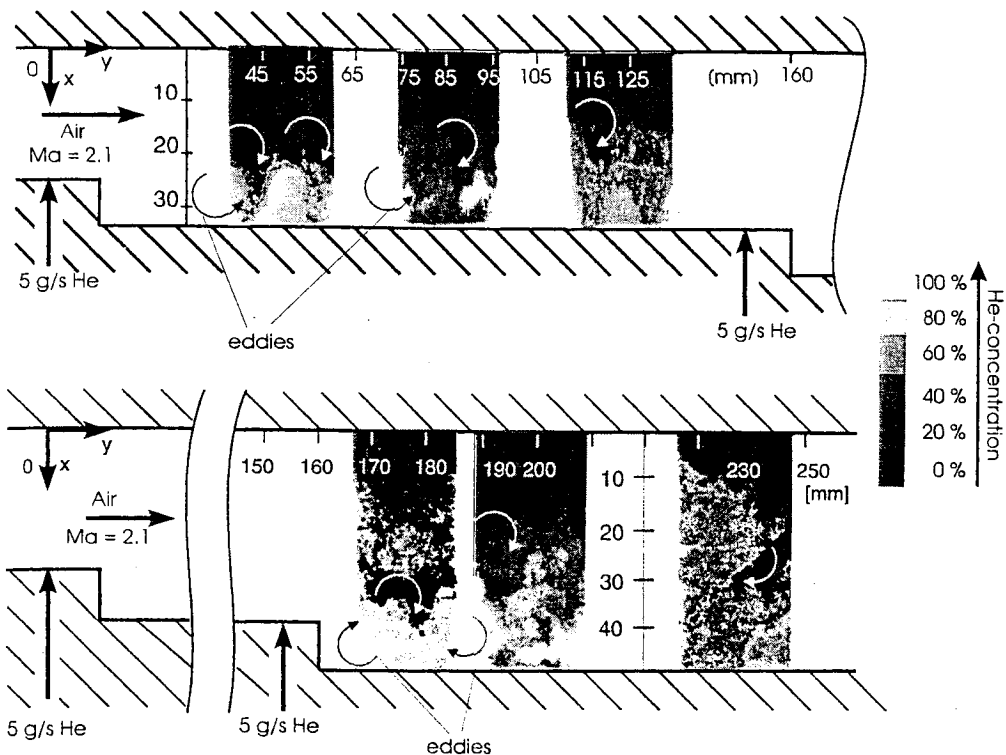 0
y
x
45 55 65 75 85 95 105 115 125 (mm) 160
10
20
30
Air
Ma = 2.1
5 g/s He
5 g/s He
eddies
100 %
80 %
60 %
40 %
20 %
0 %
He-concentration
0
y
x
150 160 170 180 190 200 230 250
[mm]
10
20
30
40
Air
Ma = 2.1
5 g/s He
5 g/s He
eddies